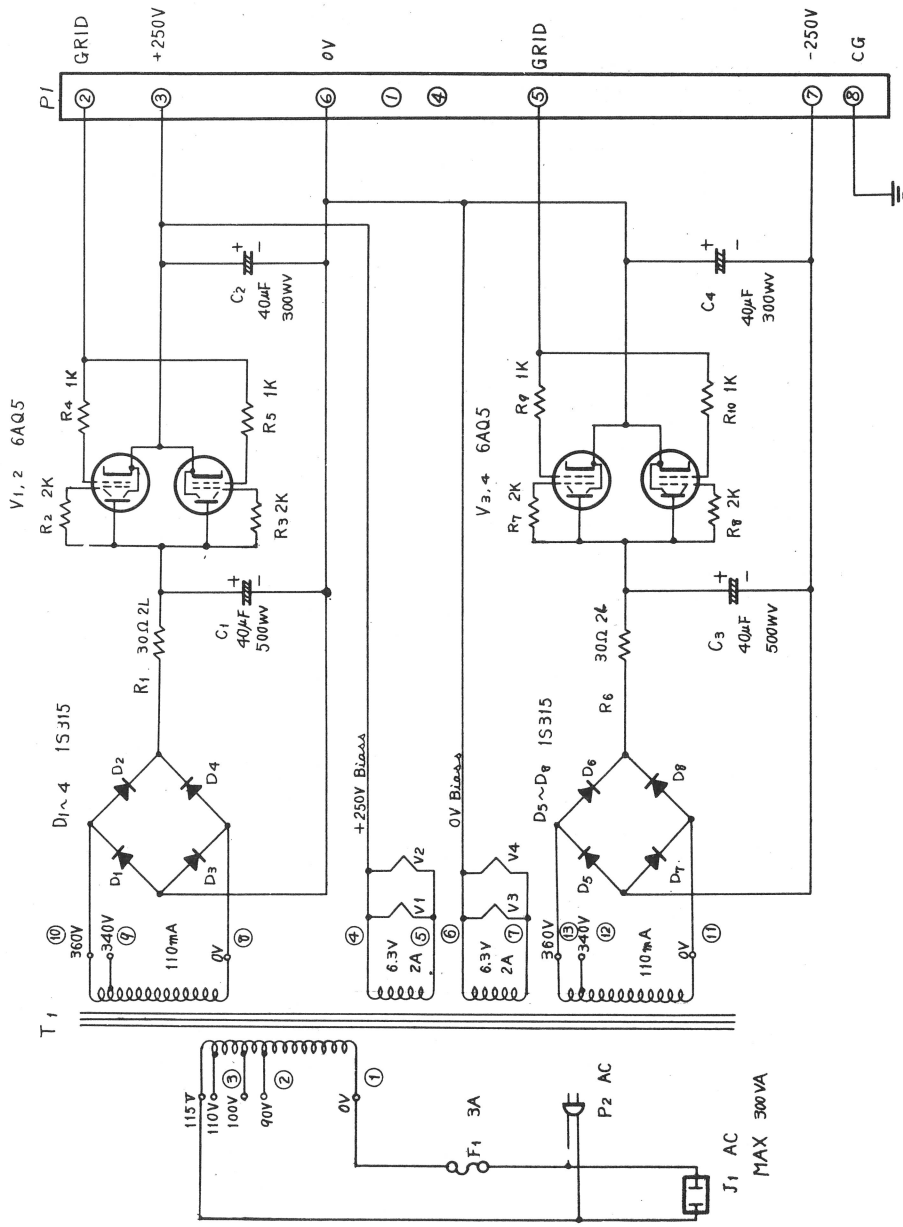 T1
115V
110V
100V
③
90V
②
0V
①
F1
3A
P2 AC
J1 AC
MAX 300VA
⑩
360V
⑨
340V
110mA
0V
⑧
D1~4 1S315
D1
D2
D3
D4
R1
30Ω 2L
C1
40μF
500WV
+
−
V1,2 6AQ5
R2 2K
R3 2K
R4 1K
R5 1K
C2
40μF
300WV
+
−
④
6.3V
2A
⑤
V1
V2
+250V Biass
⑥
6.3V
2A
⑦
V3
V4
0V Biass
360V
⑬
340V
⑫
110mA
0V
⑪
D5~D8 1S315
D5
D6
D7
D8
R6
30Ω 2L
C3
40μF
500WV
+
−
V3,4 6AQ5
R7 2K
R8 2K
R9 1K
R10 1K
C4
40μF
300WV
+
−
P1
② GRID
③ +250V
⑥ 0V
①
④
⑤ GRID
⑦ -250V
⑧ CG